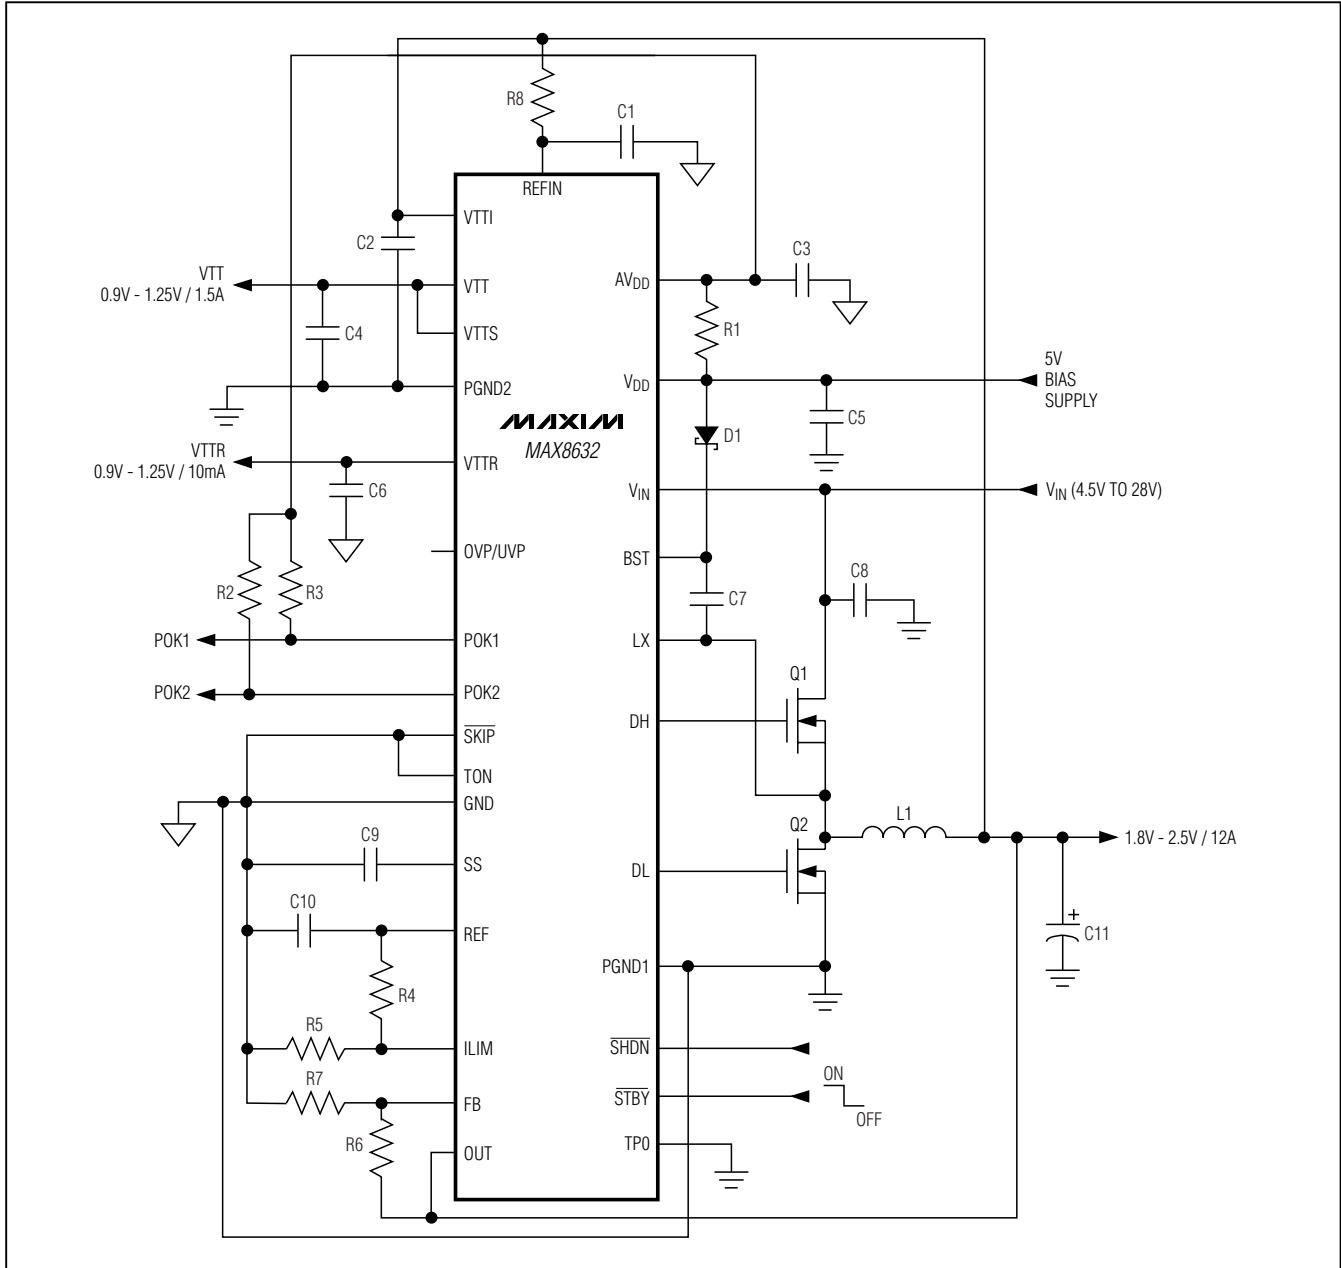 R8
C1
REFIN
VTTI
C2
C3
VTT
0.9V - 1.25V / 1.5A
VTT
AVDD
C4
R1
VTTS
5V
BIAS
SUPPLY
PGND2
VDD
MAXIM
MAX8632
D1
C5
VTTR
0.9V - 1.25V / 10mA
VTTR
C6
VIN
VIN (4.5V TO 28V)
OVP/UVP
BST
R2
R3
C7
C8
POK1
POK1
LX
Q1
POK2
POK2
DH
SKIP
TON
GND
L1
C9
Q2
1.8V - 2.5V / 12A
SS
DL
C10
REF
C11
PGND1
R4
R5
ILIM
SHDN
R7
ON
FB
STBY
OFF
R6
OUT
TP0